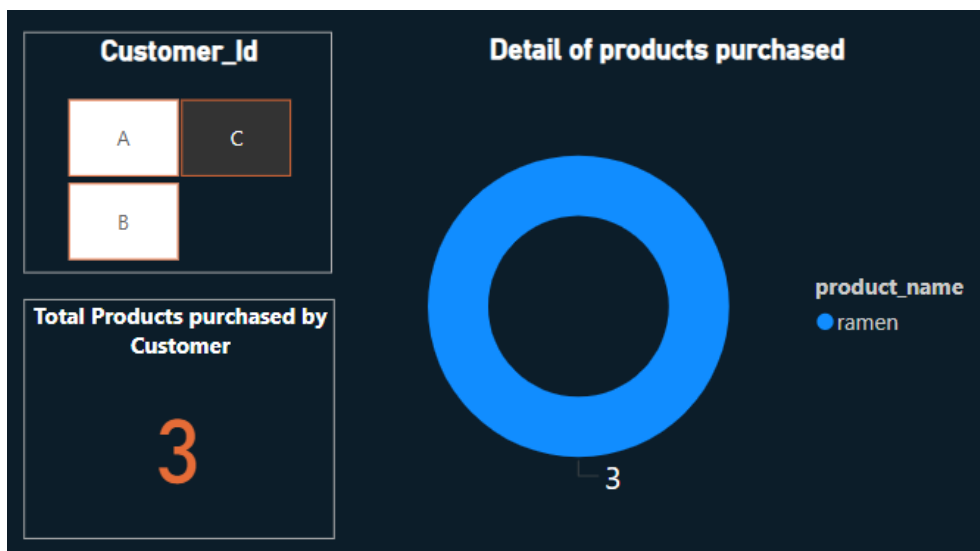 Customer_Id
A
C
B
Total Products purchased by
Customer
3
Detail of products purchased
3
product_name
ramen